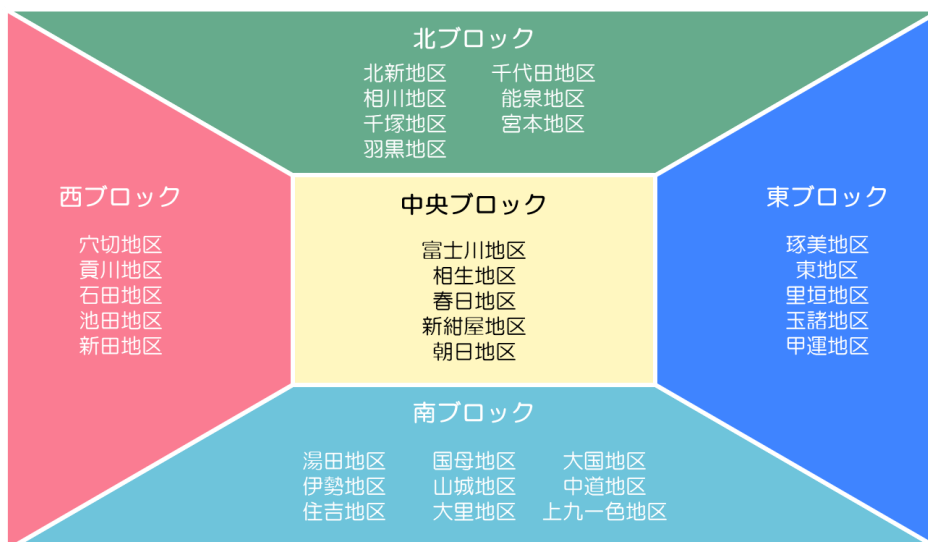 北ブロック
北新地区 千代田地区
相川地区 能泉地区
千塚地区 宮本地区
羽黒地区
西ブロック
穴切地区
貢川地区
石田地区
池田地区
新田地区
中央ブロック
富士川地区
相生地区
春日地区
新紺屋地区
朝日地区
東ブロック
琢美地区
東地区
里垣地区
玉諸地区
甲運地区
南ブロック
湯田地区 国母地区 大国地区
伊勢地区 山城地区 中道地区
住吉地区 大里地区 上九一色地区